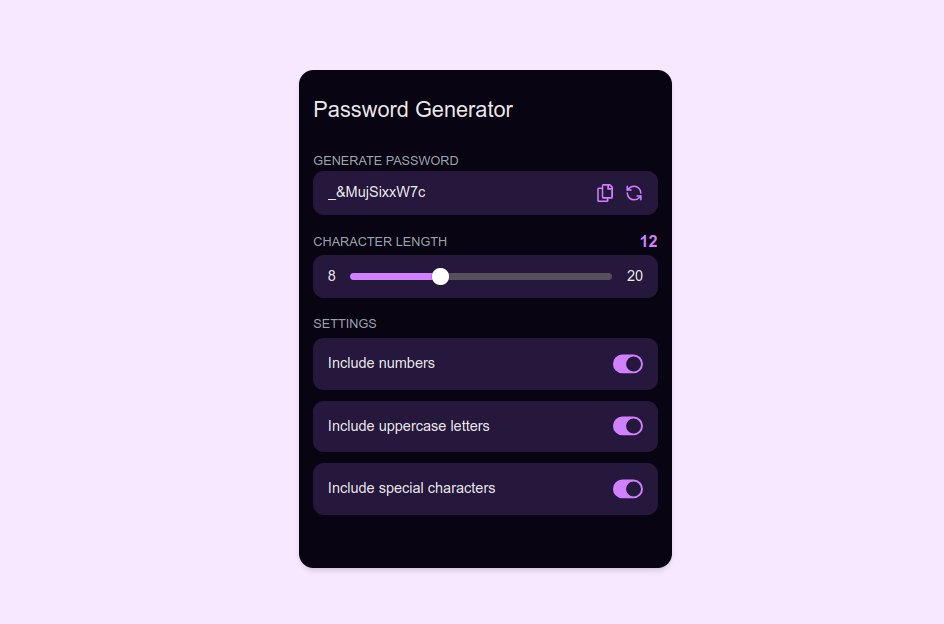 Password Generator
GENERATE PASSWORD
_&MujSixxW7c
CHARACTER LENGTH 12
8 20
SETTINGS
Include numbers
Include uppercase letters
Include special characters